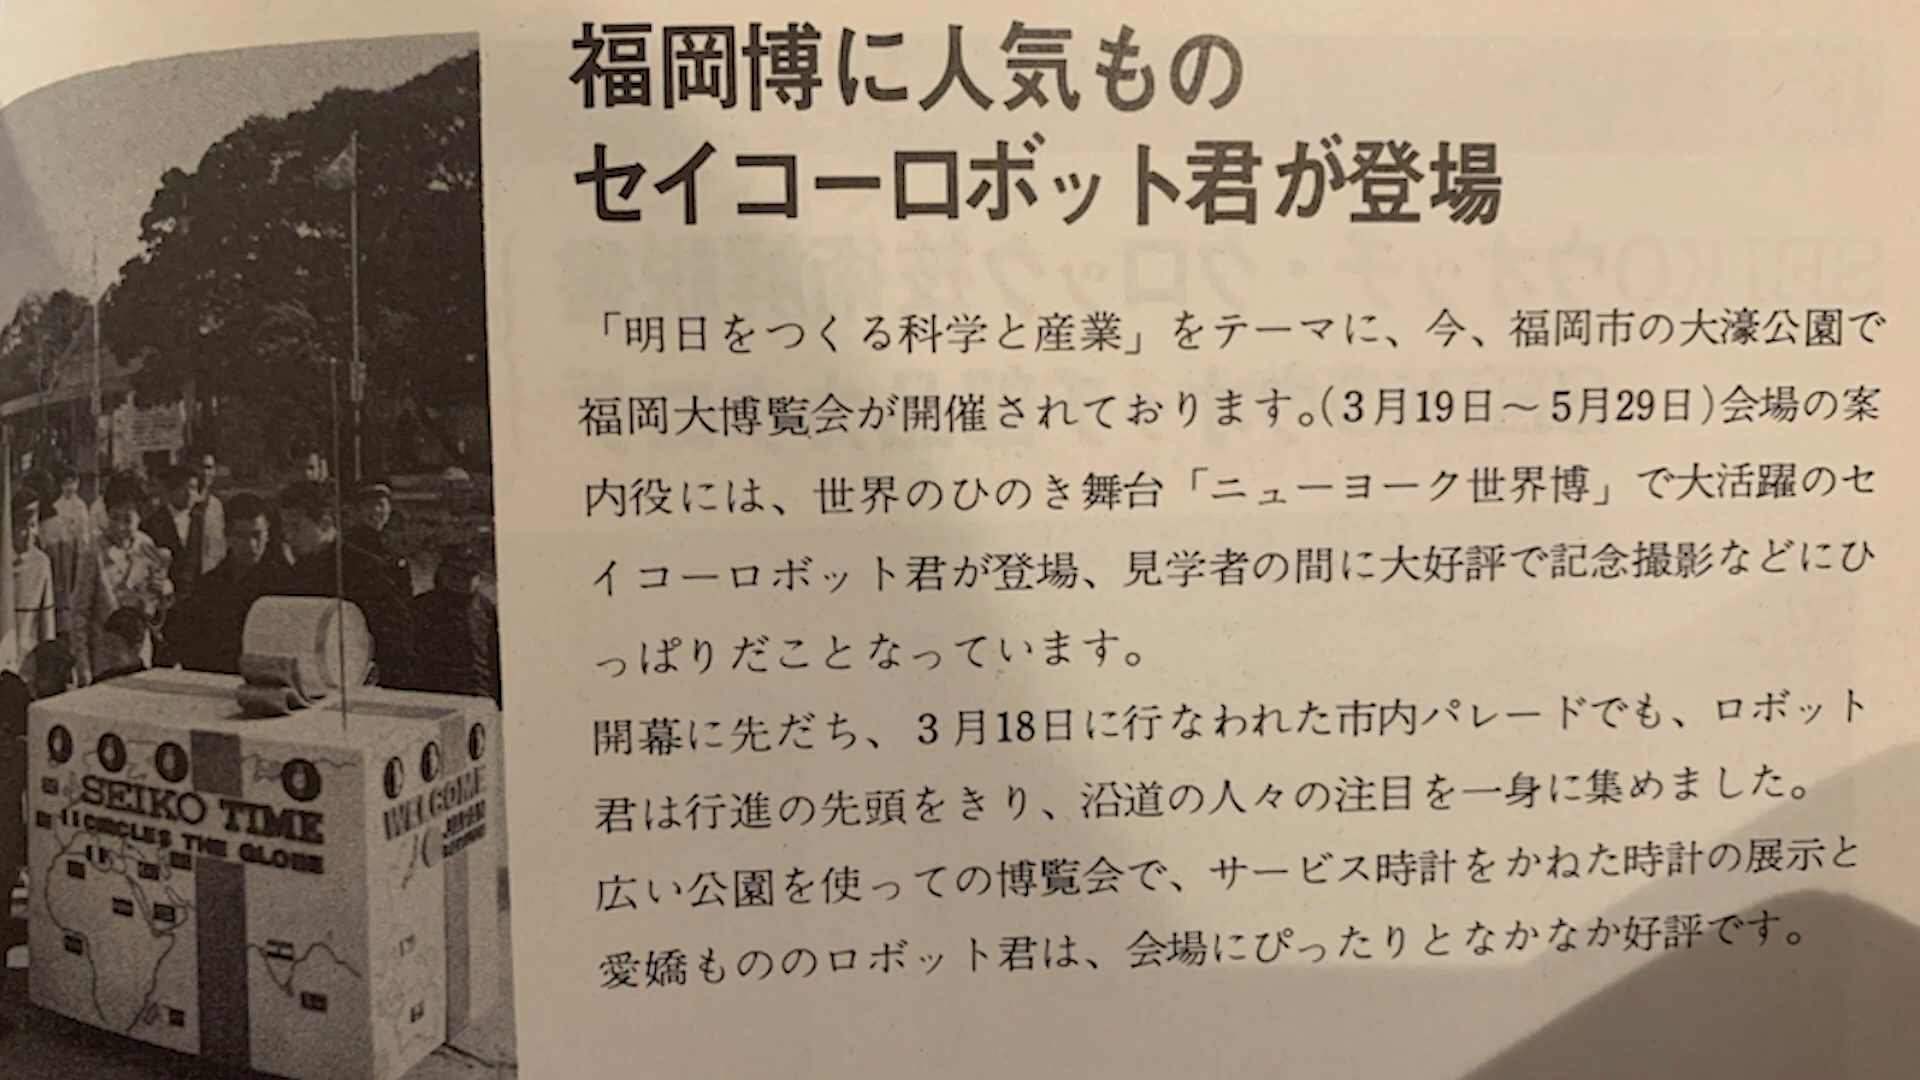 福岡博に人気もの
セイコーロボット君が登場
「明日をつくる科学と産業」をテーマに、今、福岡市の大濠公園で
福岡大博覧会が開催されております。(3月19日〜5月29日)会場の案
内役には、世界のひのき舞台「ニューヨーク世界博」で大活躍のセ
イコーロボット君が登場、見学者の間に大好評で記念撮影などにひ
っぱりだことなっています。
開幕に先だち、3月18日に行なわれた市内パレードでも、ロボット
君は行進の先頭をきり、沿道の人々の注目を一身に集めました。
広い公園を使っての博覧会で、サービス時計をかねた時計の展示と
愛嬌もののロボット君は、会場にぴったりとなかなか好評です。
SEIKO TIME
CIRCLES THE GLOBE
WELCOME